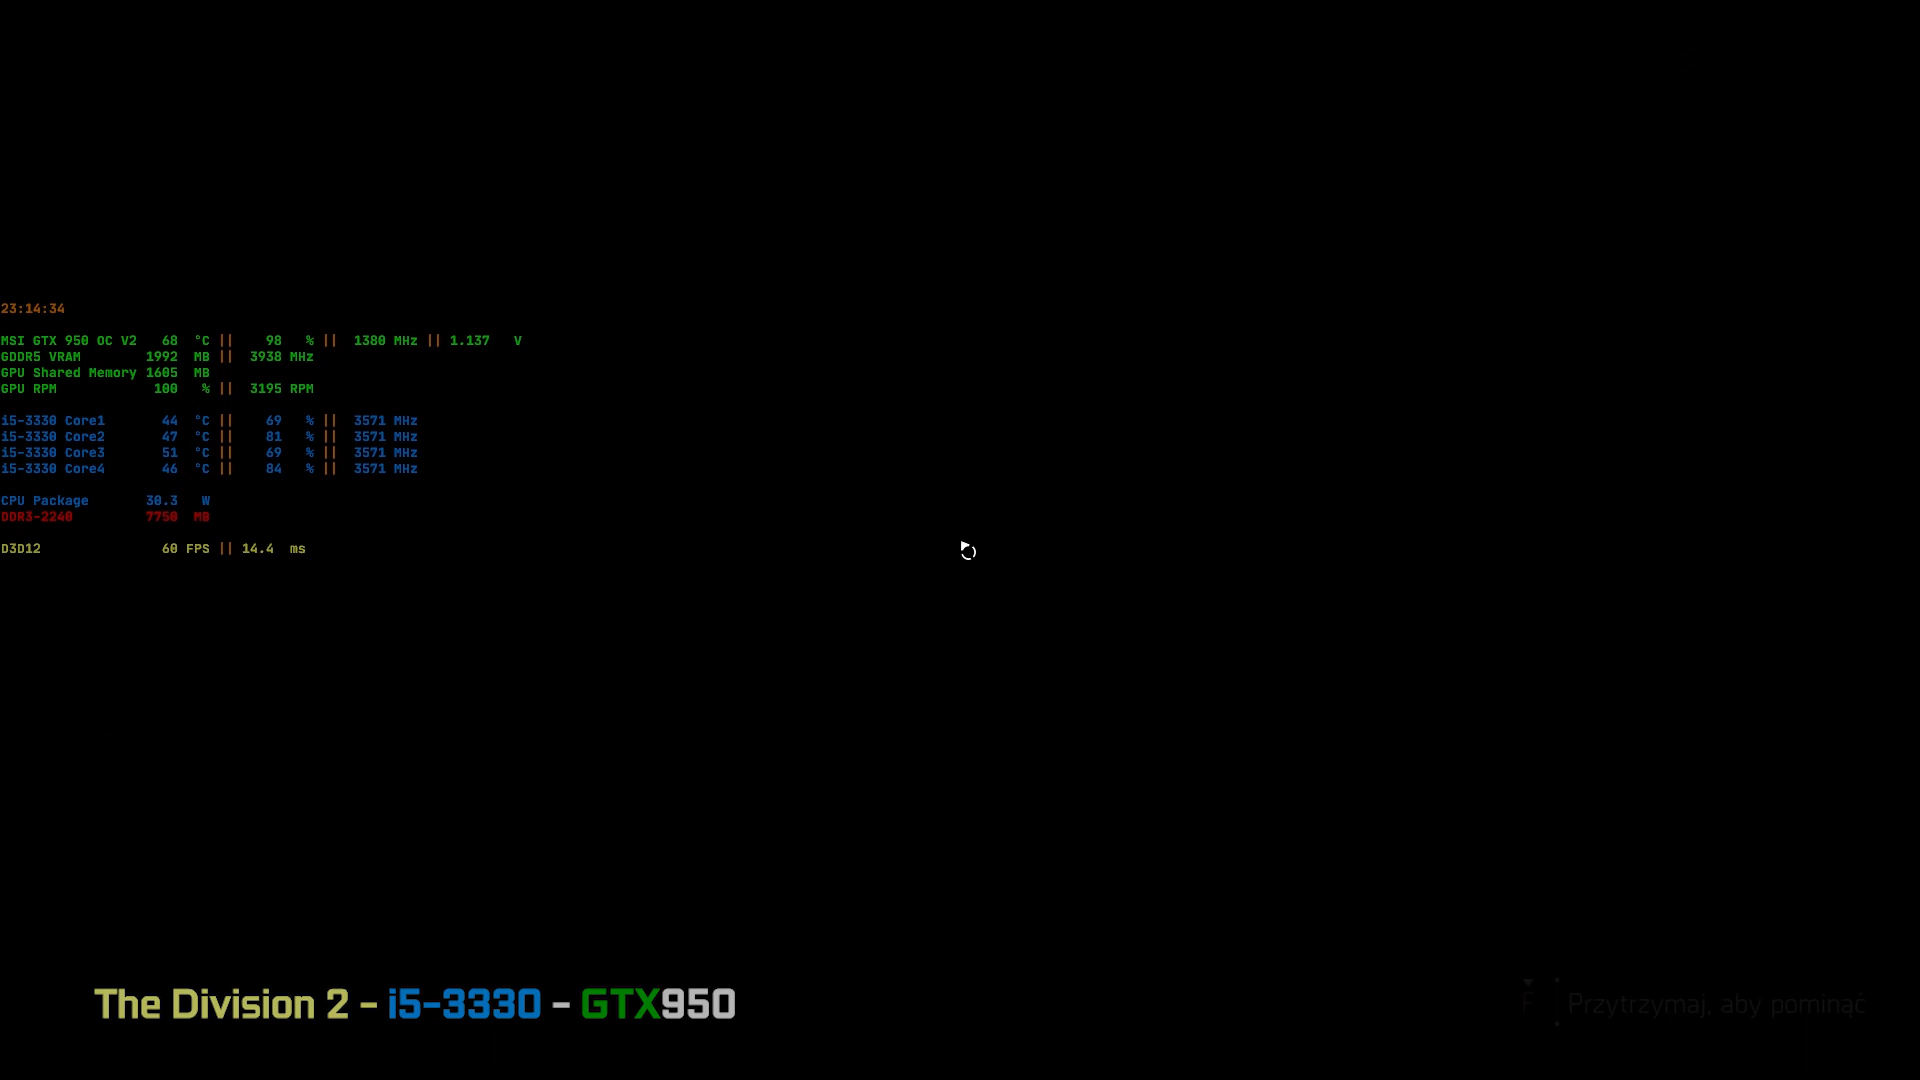 23:14:34
MSI GTX 950 OC V2 68 °C || 98 % || 1380 MHz || 1.137 V
GDDR5 VRAM 1992 MB || 3938 MHz
GPU Shared Memory 1605 MB
GPU RPM 100 % || 3195 RPM
i5-3330 Core1 44 °C || 69 % || 3571 MHz
i5-3330 Core2 47 °C || 81 % || 3571 MHz
i5-3330 Core3 51 °C || 69 % || 3571 MHz
i5-3330 Core4 46 °C || 84 % || 3571 MHz
CPU Package 30.3 W
DDR3-2240 7750 MB
D3D12 60 FPS || 14.4 ms
The Division 2 - i5-3330 - GTX950
F Przytrzymaj, aby pominąć